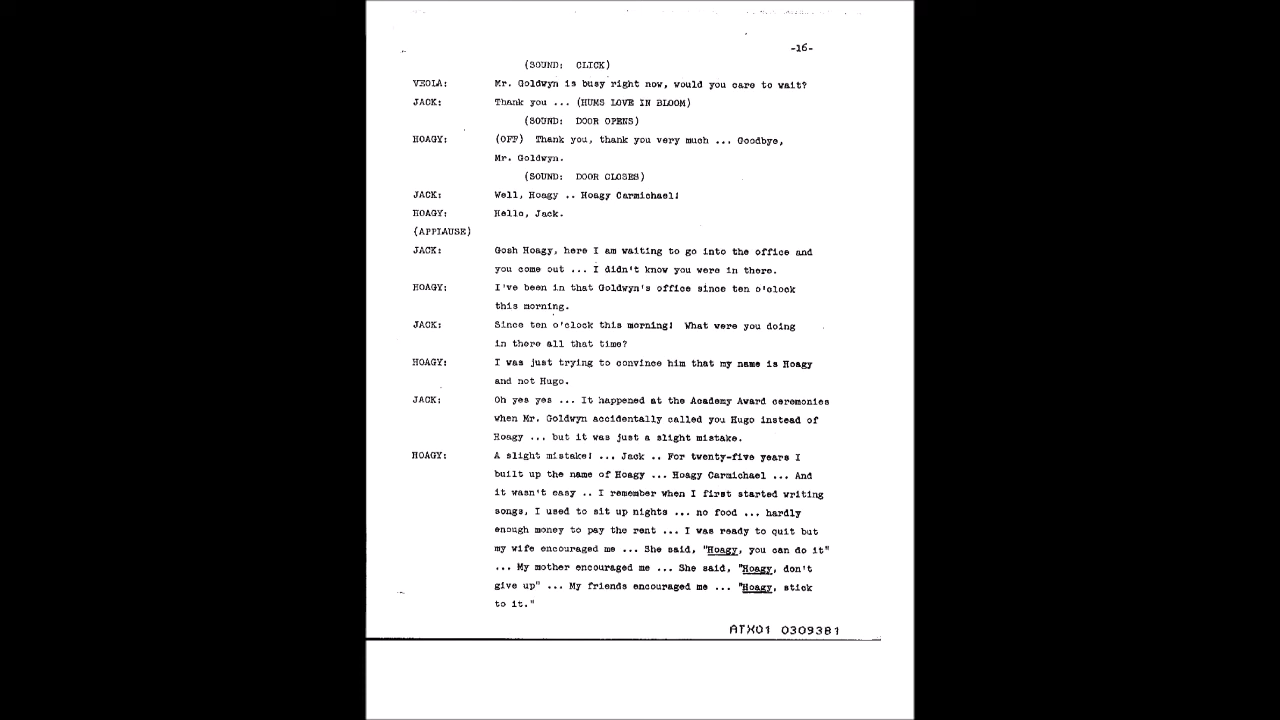 -16-
(SOUND: CLICK)
VEOLA: Mr. Goldwyn is busy right now, would you care to wait?
JACK: Thank you ... (HUMS LOVE IN BLOOM)
(SOUND: DOOR OPENS)
HOAGY: (OFF) Thank you, thank you very much ... Goodbye,
Mr. Goldwyn.
(SOUND: DOOR CLOSES)
JACK: Well, Hoagy .. Hoagy Carmichael!
HOAGY: Hello, Jack.
(APPLAUSE)
JACK: Gosh Hoagy, here I am waiting to go into the office and
you come out ... I didn't know you were in there.
HOAGY: I've been in that Goldwyn's office since ten o'clock
this morning.
JACK: Since ten o'clock this morning! What were you doing
in there all that time?
HOAGY: I was just trying to convince him that my name is Hoagy
and not Hugo.
JACK: Oh yes yes ... It happened at the Academy Award ceremonies
when Mr. Goldwyn accidentally called you Hugo instead of
Hoagy ... but it was just a slight mistake.
HOAGY: A slight mistake! ... Jack .. For twenty-five years I
built up the name of Hoagy ... Hoagy Carmichael ... And
it wasn't easy .. I remember when I first started writing
songs, I used to sit up nights ... no food ... hardly
enough money to pay the rent ... I was ready to quit but
my wife encouraged me ... She said, "Hoagy, you can do it"
... My mother encouraged me ... She said, "Hoagy, don't
give up" ... My friends encouraged me ... "Hoagy, stick
to it."
ATX01 0309381